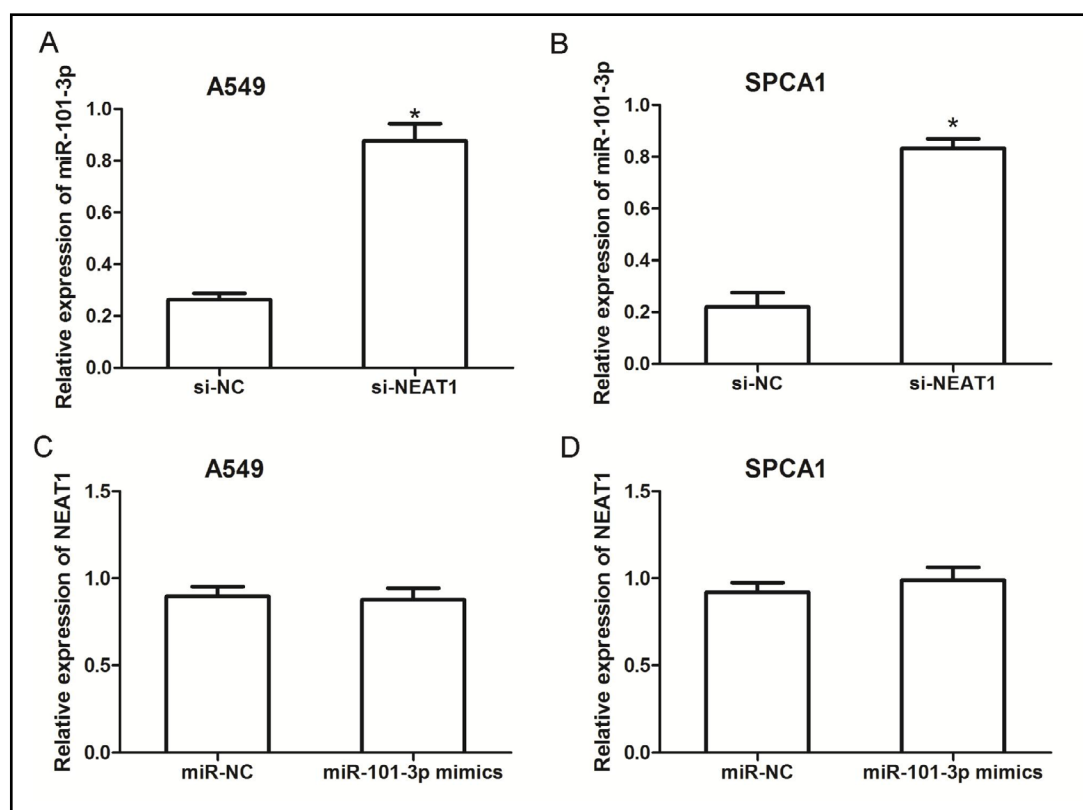 A
A549
Relative expression of miR-101-3p
1.0
0.8
0.6
0.4
0.2
0.0
*
si-NC
si-NEAT1
B
SPCA1
Relative expression of miR-101-3p
1.0
0.8
0.6
0.4
0.2
0.0
*
si-NC
si-NEAT1
C
A549
Relative expression of NEAT1
1.5
1.0
0.5
0.0
miR-NC
miR-101-3p mimics
D
SPCA1
Relative expression of NEAT1
1.5
1.0
0.5
0.0
miR-NC
miR-101-3p mimics